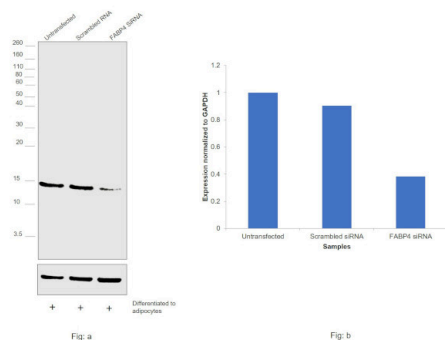 Untransfected
Scrambled RNA
FABP4 SiRNA
260
160
110
80
60
50
40
30
20
15
10
3.5
+ + +
Differentiated to
adipocytes
Fig: a
1.2
1
0.8
0.6
0.4
0.2
0
Expression normalized to GAPDH
Untransfected
Scrambled siRNA
FABP4 siRNA
Samples
Fig: b